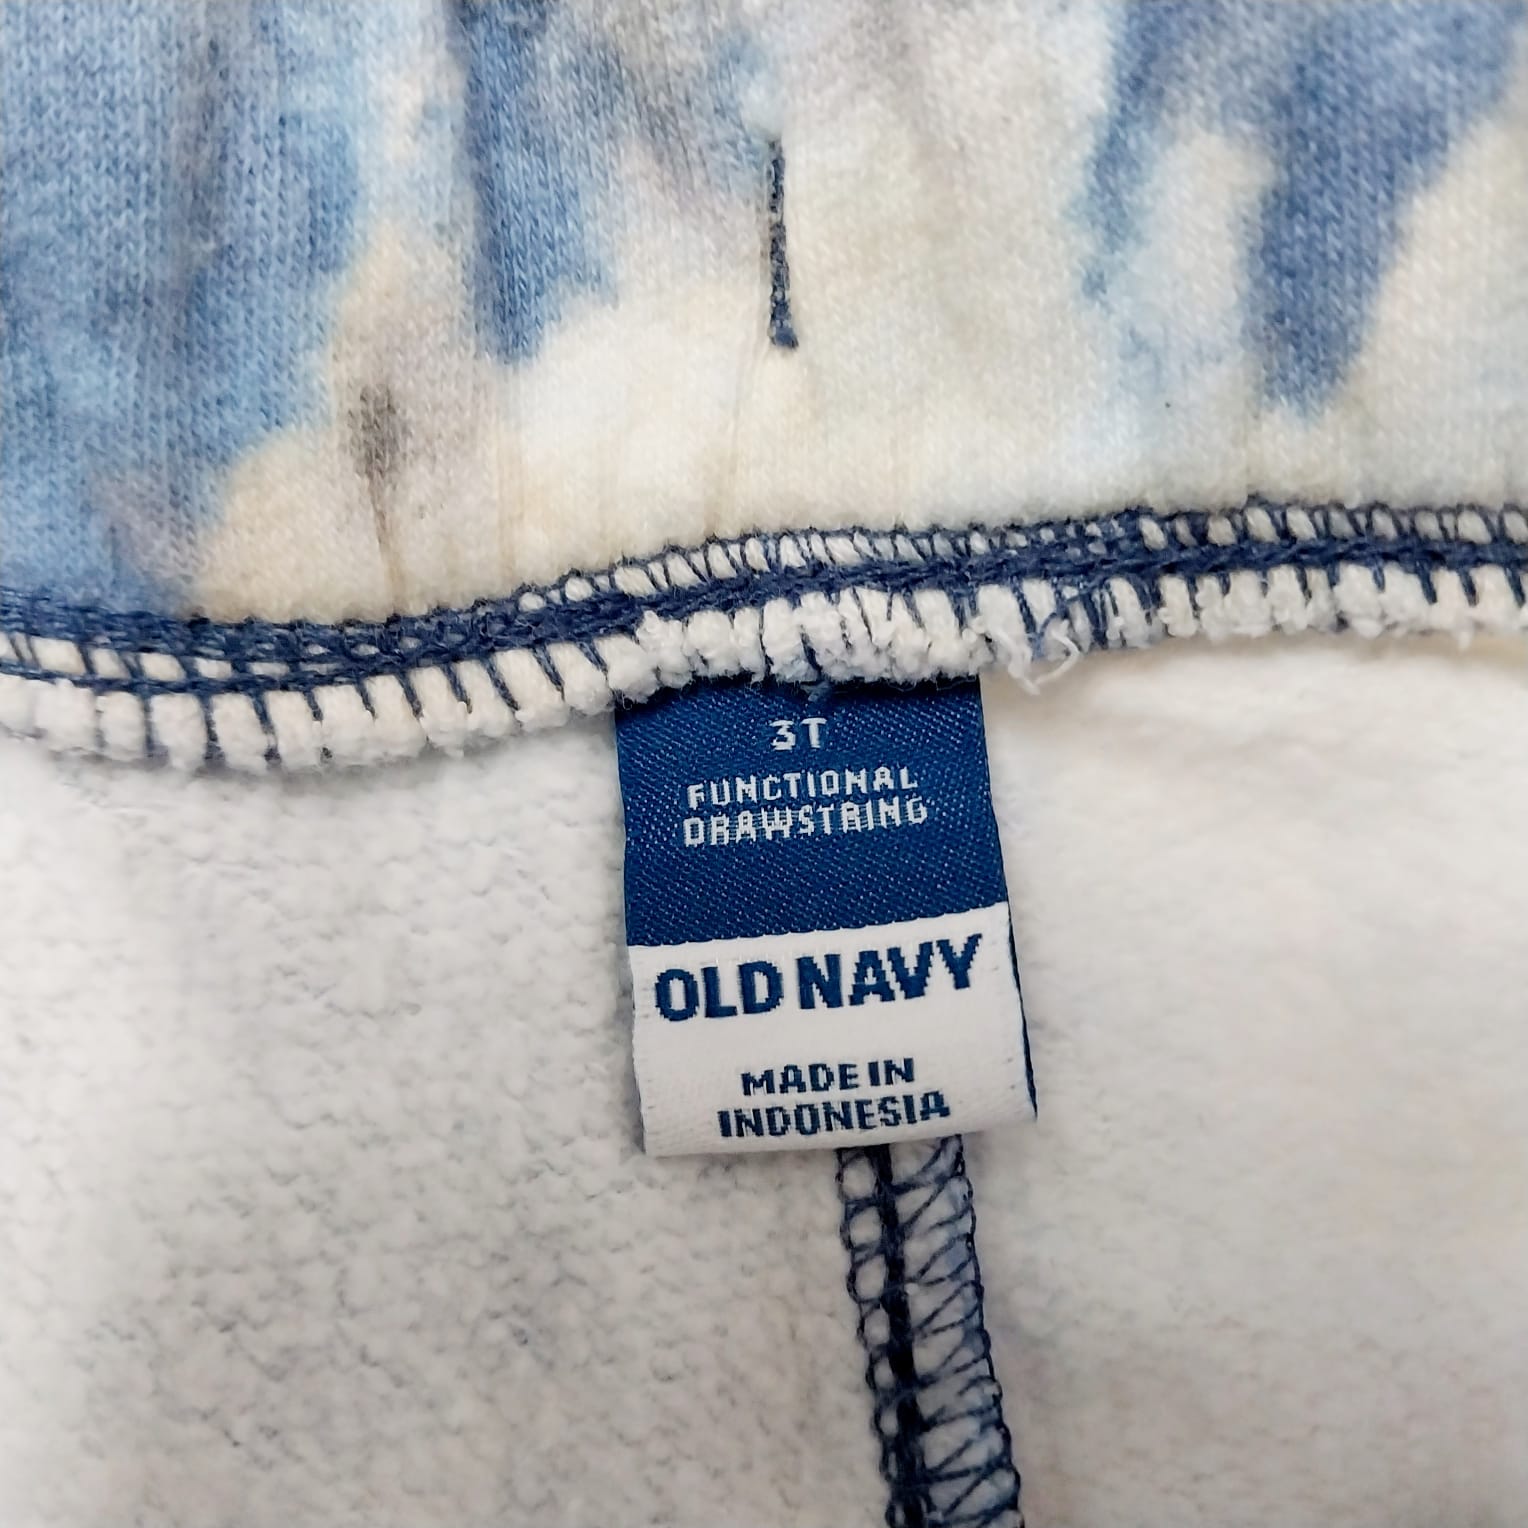 3T
FUNCTIONAL
DRAWSTRING
OLD NAVY
MADE IN
INDONESIA